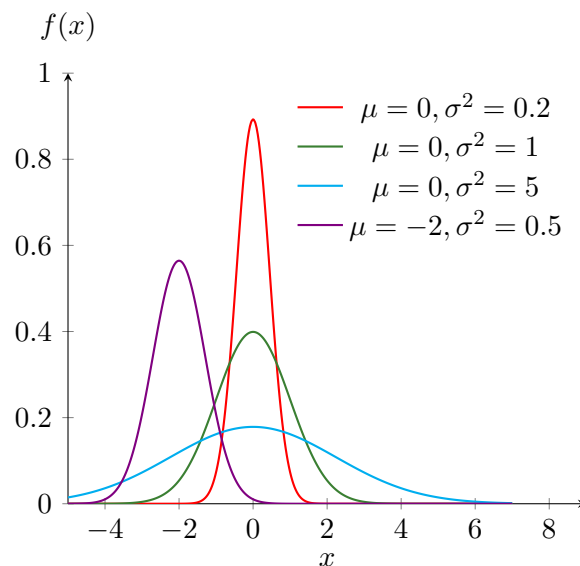 f(x)
1
μ = 0, σ² = 0.2
μ = 0, σ² = 1
0.8
μ = 0, σ² = 5
μ = −2, σ² = 0.5
0.6
0.4
0.2
0
−4 −2 0 2 4 6 8
x